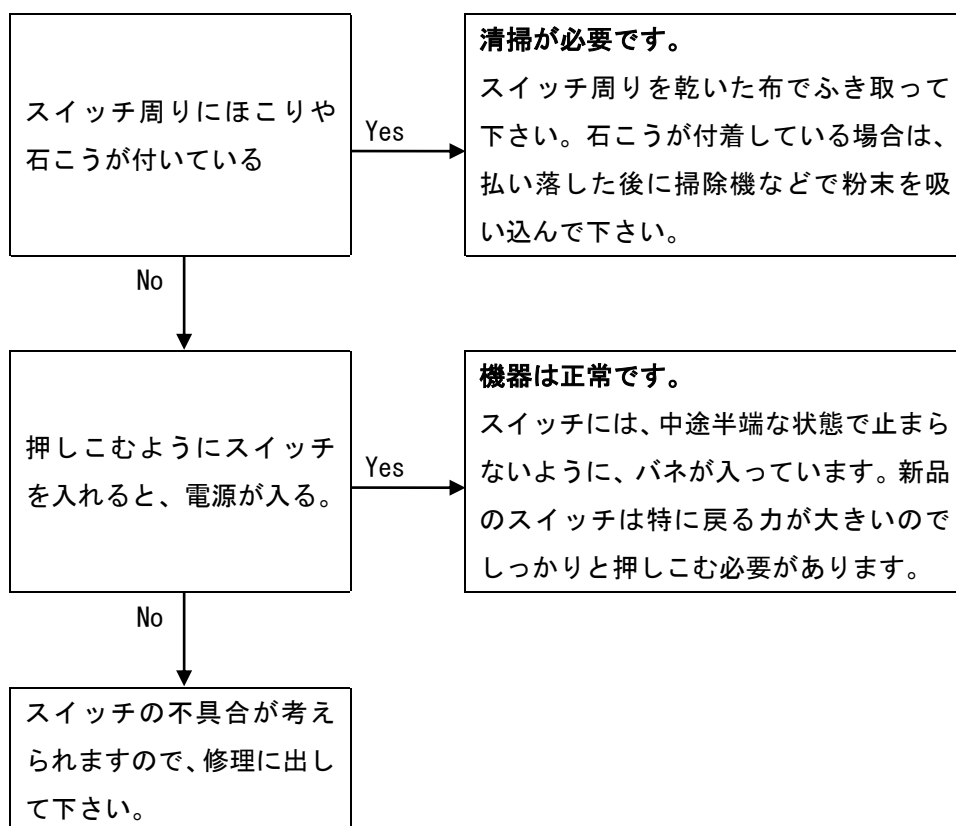 スイッチ周りにほこりや
石こうが付いている
Yes
清掃が必要です。
スイッチ周りを乾いた布でふき取って
下さい。石こうが付着している場合は、
払い落した後に掃除機などで粉末を吸
い込んで下さい。
No
押しこむようにスイッチ
を入れると、電源が入る。
Yes
機器は正常です。
スイッチには、中途半端な状態で止まら
ないように、バネが入っています。新品
のスイッチは特に戻る力が大きいので
しっかりと押しこむ必要があります。
No
スイッチの不具合が考え
られますので、修理に出し
て下さい。